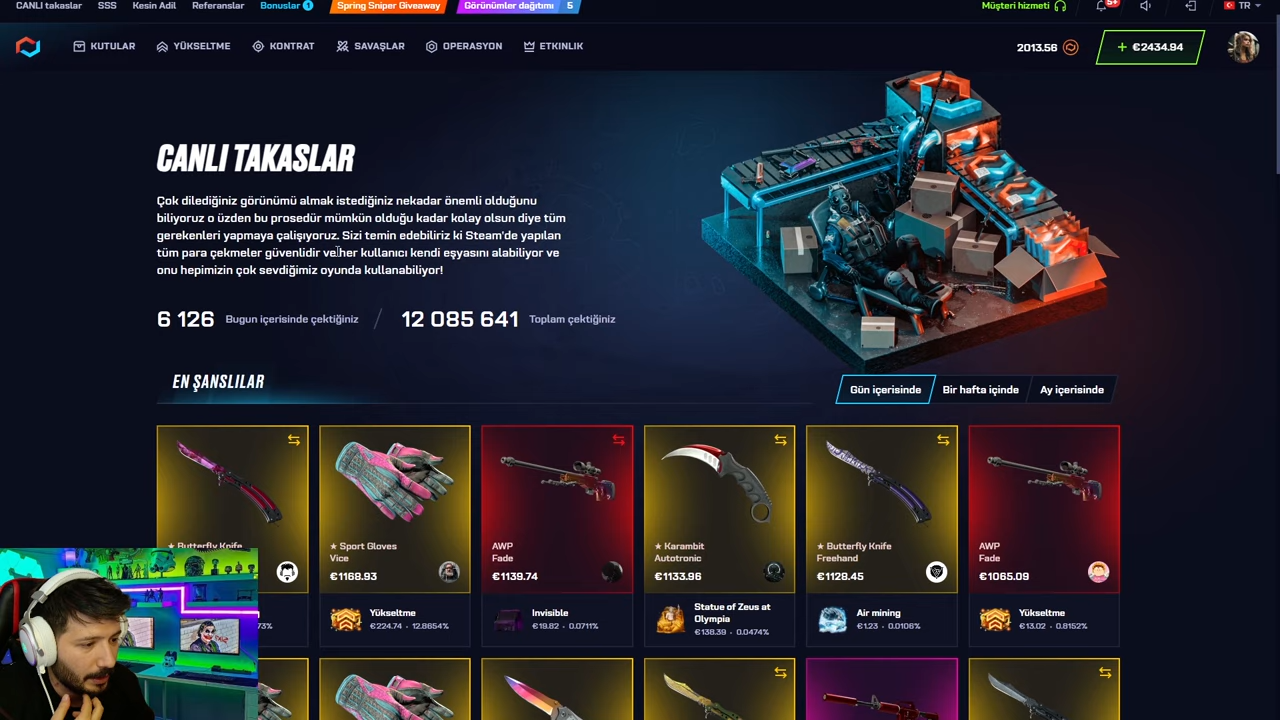 CANLI takaslar SSS Kesin Adil Referanslar Bonuslar 1 Spring Sniper Giveaway Görünümler dağıtımı 5 Müşteri hizmeti 5+ TR
KUTULAR YÜKSELTME KONTRAT SAVAŞLAR OPERASYON ETKINLIK 2013.56 + €2434.94
CANLI TAKASLAR
Çok dilediğiniz görünümü almak istediğiniz nekadar önemli olduğunu
biliyoruz o üzden bu prosedür mümkün olduğu kadar kolay olsun diye tüm
gerekenleri yapmaya çalişıyoruz. Sizi temin edebiliriz ki Steam'de yapılan
tüm para çekmeler güvenlidir ve her kullanıcı kendi eşyasını alabiliyor ve
onu hepimizin çok sevdiğimiz oyunda kullanabiliyor!
6 126 Bugun içerisinde çektiğiniz / 12 085 641 Toplam çektiğiniz
EN ŞANSLILAR
Gün içerisinde Bir hafta içinde Ay içerisinde
★ Butterfly Knife
★ Sport Gloves
Vice
€1168.93
AWP
Fade
€1139.74
★ Karambit
Autotronic
€1133.96
★ Butterfly Knife
Freehand
€1128.45
AWP
Fade
€1065.09
73%
Yükseltme
€224.74 • 12.8654%
Invisible
€19.82 • 0.0711%
Statue of Zeus at
Olympia
€138.39 • 0.0474%
Air mining
€1.23 • 0.0106%
Yükseltme
€13.02 • 0.8152%